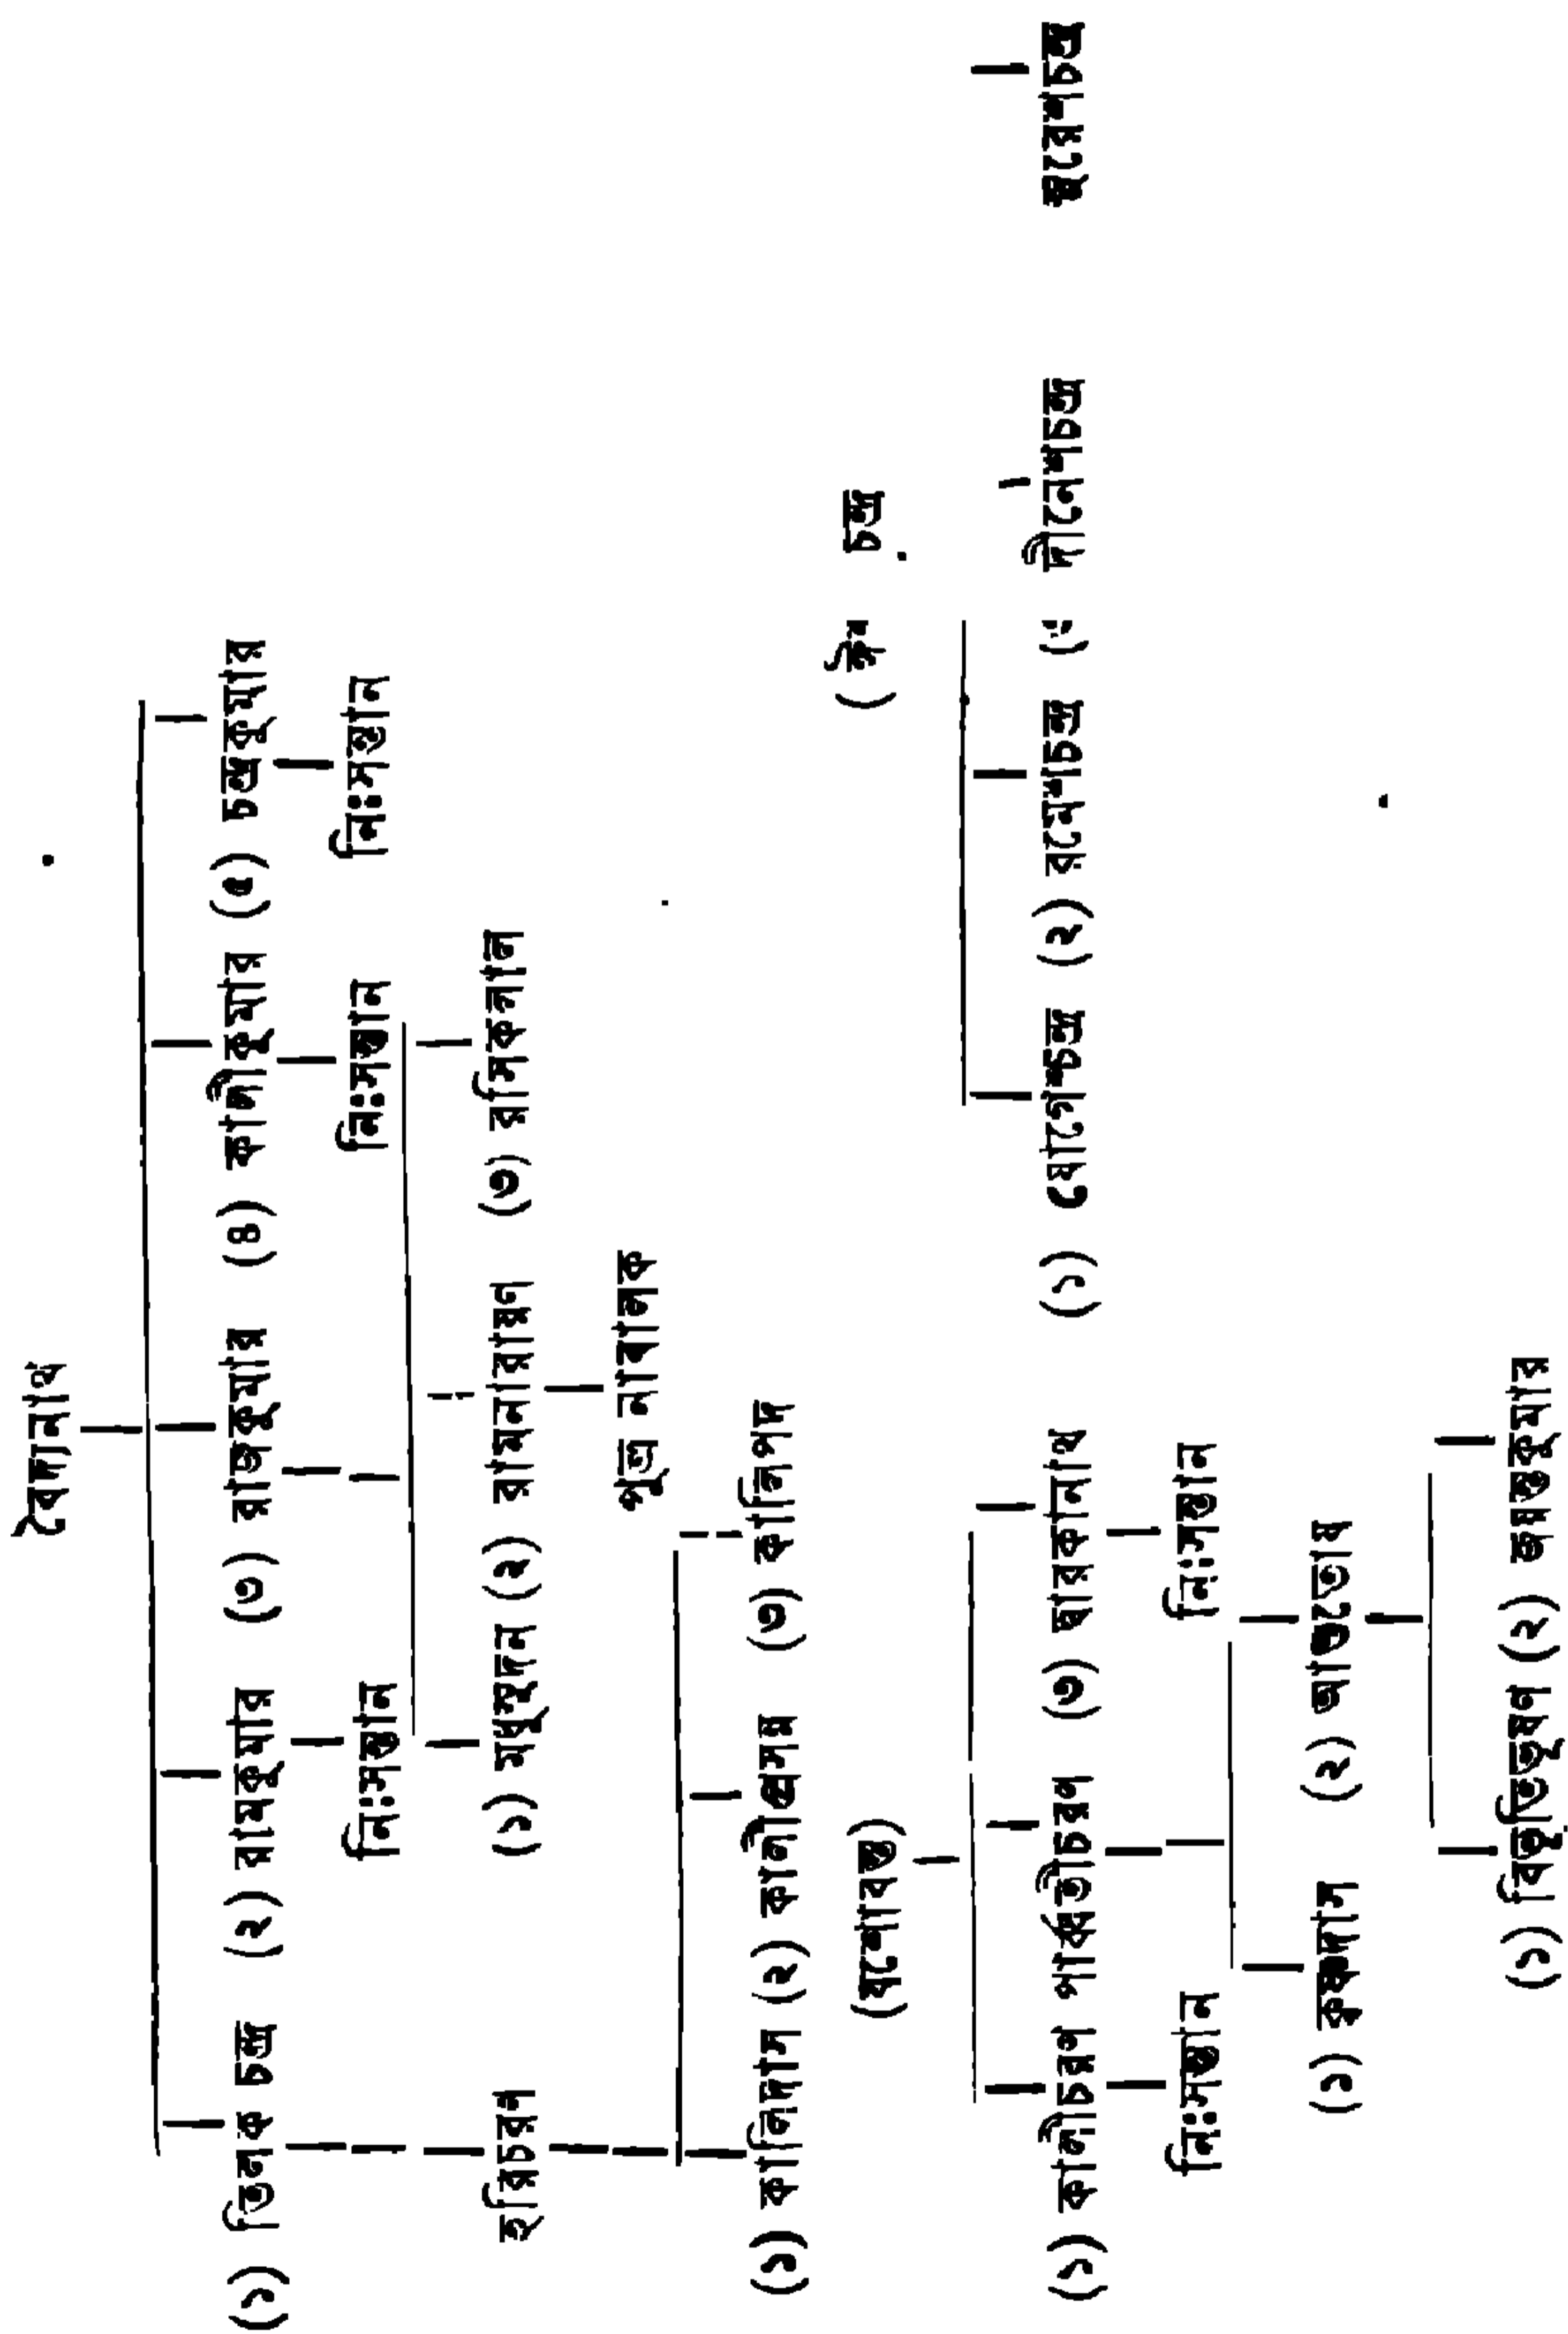 বৈদ্যনাথ
(১) তিলক চন্দ্র (২) রামকুমার (৩) রাজকুমার (৪) কালীকুমার (৫) চন্দ্রকুমার
নিঃসন্তান নিঃসন্তান নিঃসন্তান
হরিচরণ (১) মধুসূদন (২) রামনারায়ণ (৩) রসিকলাল
পুত্র নাবালক
(১) কালিদাস (২) কালীপ্রসন্ন (৩) কালিপদ
(যশোবন্ত) ( চন্দ্র
(১) কালীচরণ পার্ব্বতীচরণ (৩) দ্বারকানাথ (১) যোগেশচন্দ্র (২) রমেশচন্দ্র (৩ দীনেশচন্দ্র সুরেশচন্দ্র
নিঃসন্তান নিঃসন্তান
(১) কৃষ্ণদাস (২) আশুতোষ
(১) বিভূতিভূষণ (২) জয়ন্তকুমার